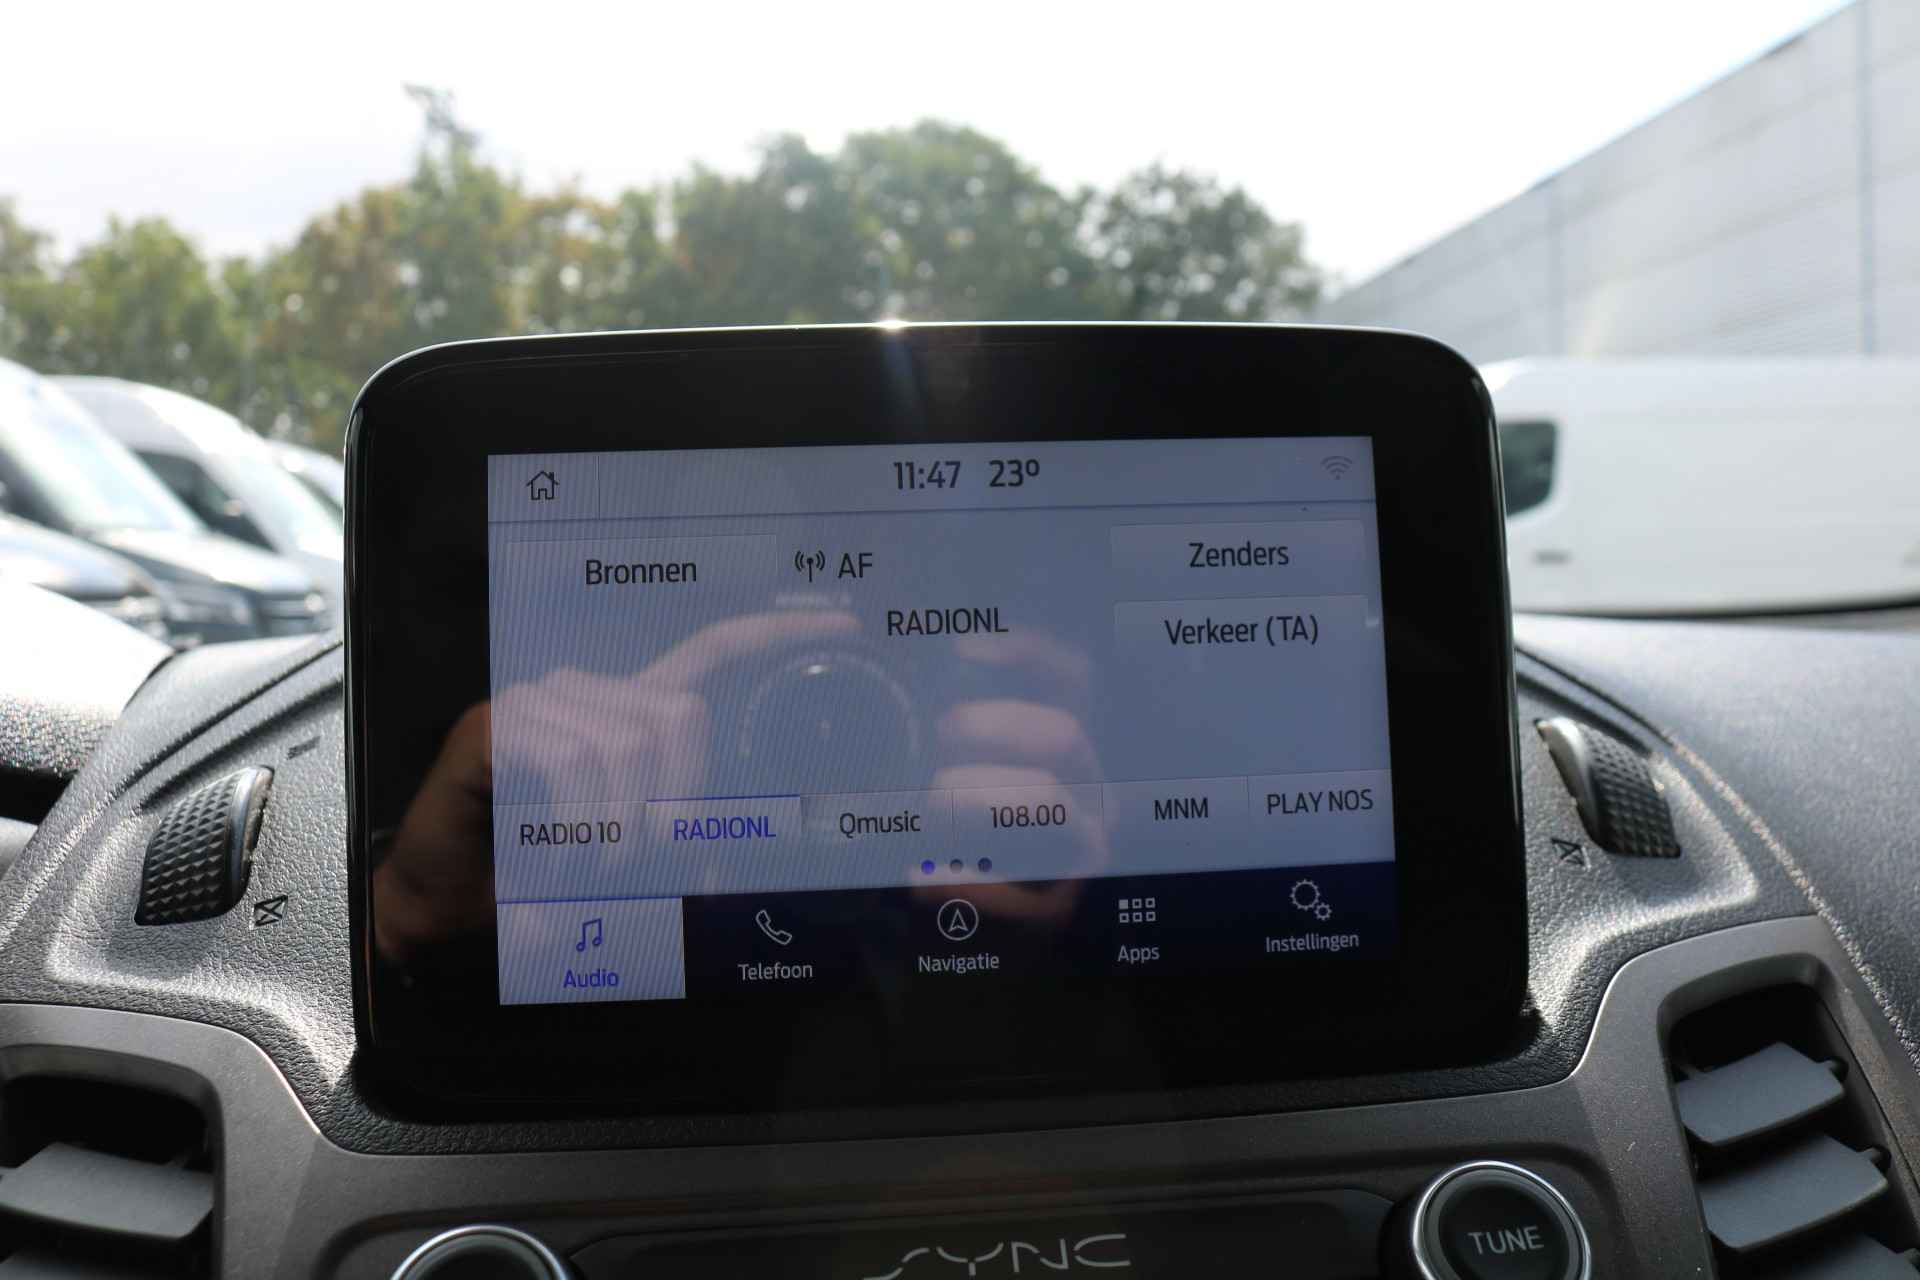 11:47 23º
Bronnen
AF
Zenders
RADIONL
Verkeer (TA)
RADIO 10
RADIONL
Qmusic
108.00
MNM
PLAY NOS
Audio
Telefoon
Navigatie
Apps
Instellingen
SYNC
TUNE